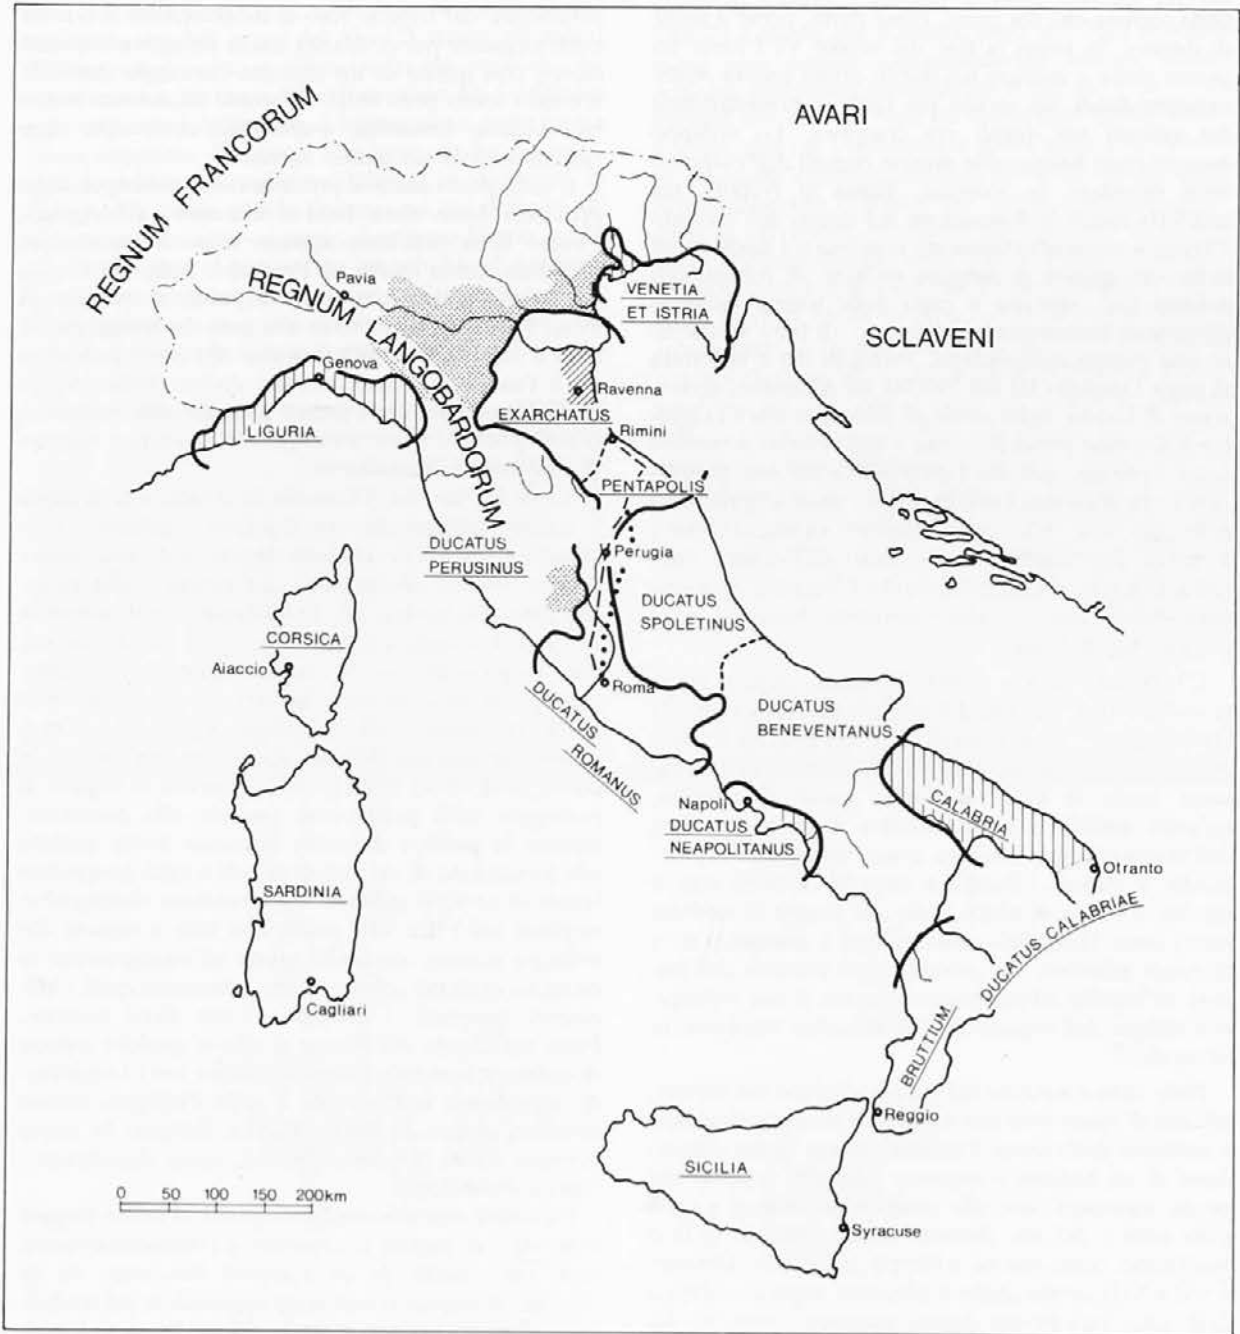 REGNUM FRANCORUM
AVARI
Pavia
VENETIA
ET ISTRIA
REGNUM LANGOBARDORUM
SCLAVENI
Genova
Ravenna
EXARCHATUS
LIGURIA
Rimini
PENTAPOLIS
DUCATUS
PERUSINUS
Perugia
DUCATUS
SPOLETINUS
CORSICA
Aiaccio
Roma
DUCATUS
ROMANUS
DUCATUS
BENEVENTANUS
Napoli
DUCATUS
NEAPOLITANUS
CALABRIA
Otranto
SARDINIA
DUCATUS CALABRIAE
Cagliari
BRUTTIUM
Reggio
SICILIA
Syracuse
0 50 100 150 200km